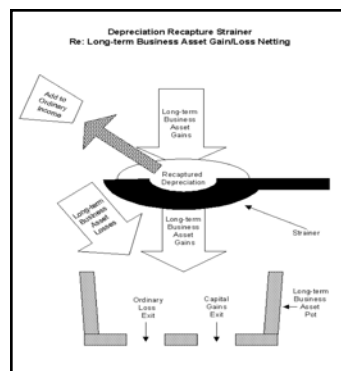 Depreciation Recapture Strainer
Re: Long-term Business Asset Gain/Loss Netting
Add to
Ordinary
Income
Long-term
Business
Asset
Gains
Recaptured
Depreciation
Long-term
Business
Asset
Losses
Long-term
Business
Asset
Gains
Strainer
Ordinary
Loss
Exit
Capital
Gains
Exit
Long-term
Business
Asset
Pot